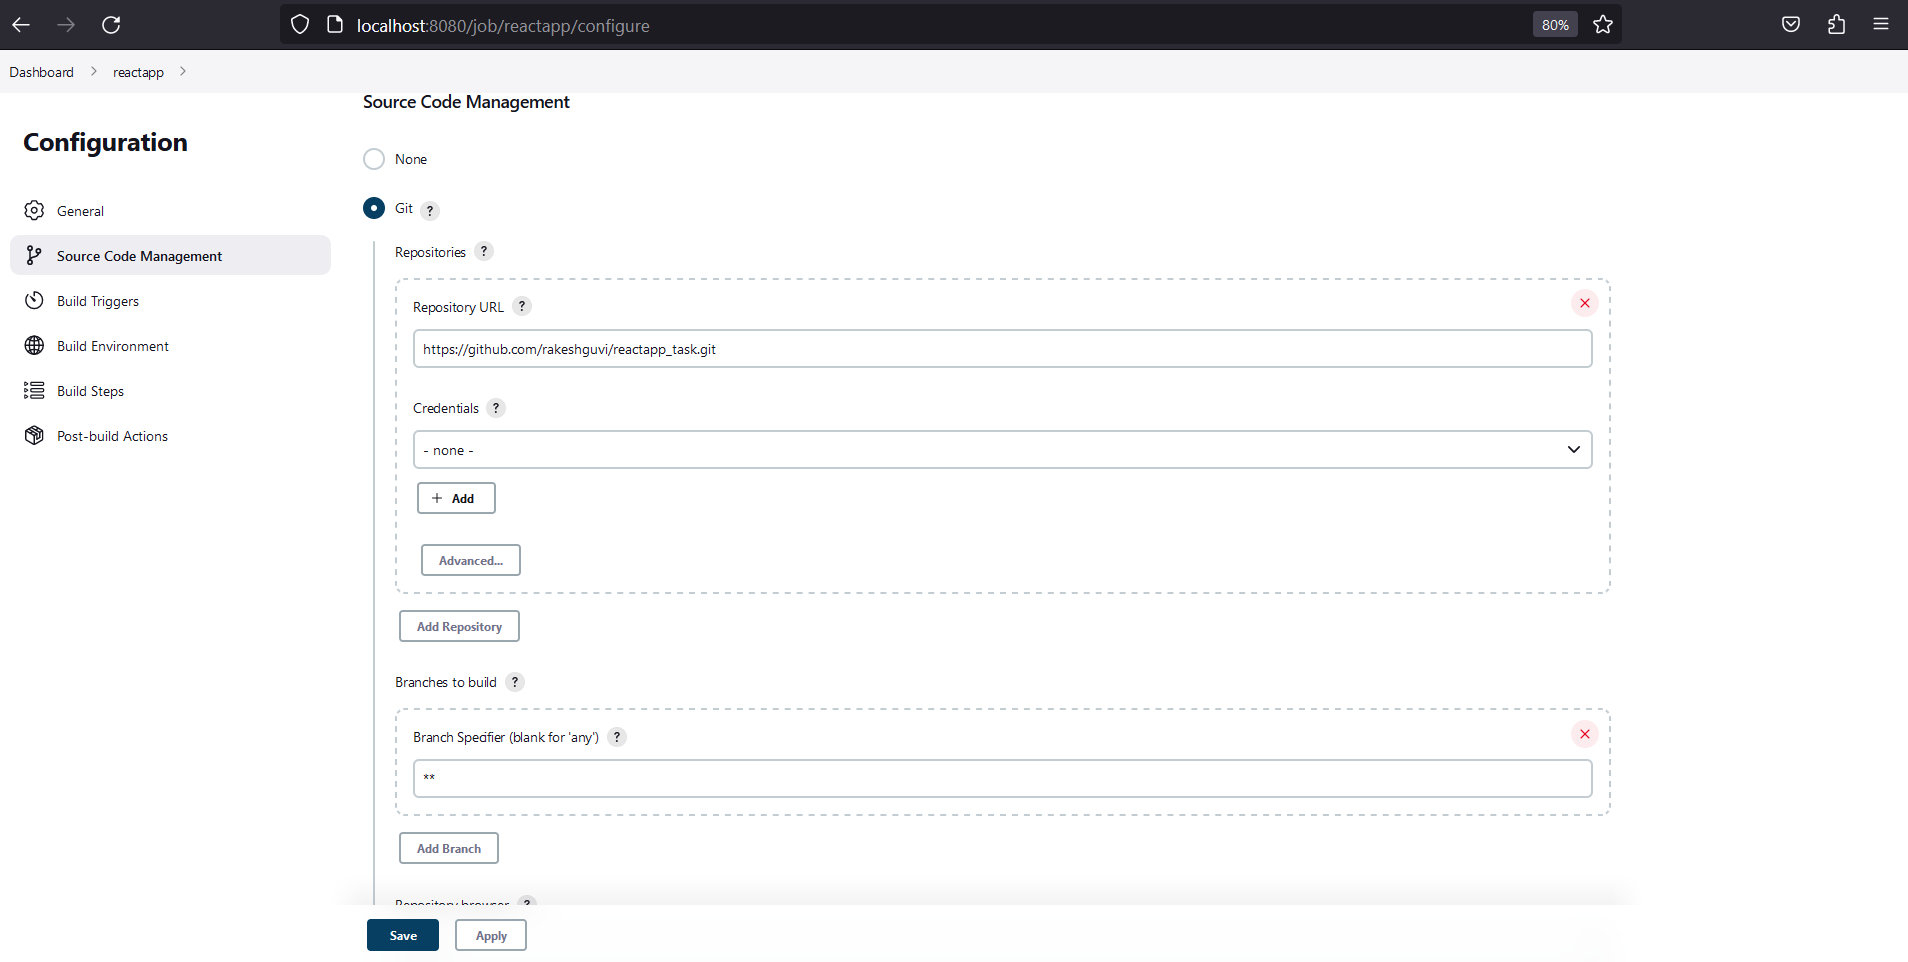 localhost:8080/job/reactapp/configure
80%
Dashboard
reactapp
Source Code Management
Configuration
None
General
Git ?
Source Code Management
Repositories ?
Build Triggers
Repository URL ?
Build Environment
https://github.com/rakeshguvi/reactapp_task.git
Build Steps
Credentials ?
Post-build Actions
- none -
+ Add
Advanced...
Add Repository
Branches to build ?
Branch Specifier (blank for 'any') ?
**
Add Branch
Repository browser ?
Save
Apply